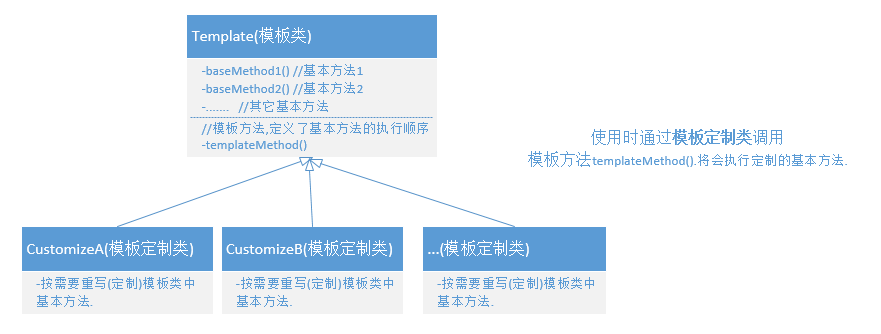 Template(模板类)
-baseMethod1() //基本方法1
-baseMethod2() //基本方法2
-....... //其它基本方法
//模板方法,定义了基本方法的执行顺序
-templateMethod()
使用时通过模板定制类调用
模板方法templateMethod().将会执行定制的基本方法.
CustomizeA(模板定制类)
-按需要重写(定制)模板类中
基本方法.
CustomizeB(模板定制类)
-按需要重写(定制)模板类中
基本方法.
...(模板定制类)
-按需要重写(定制)模板类中
基本方法.